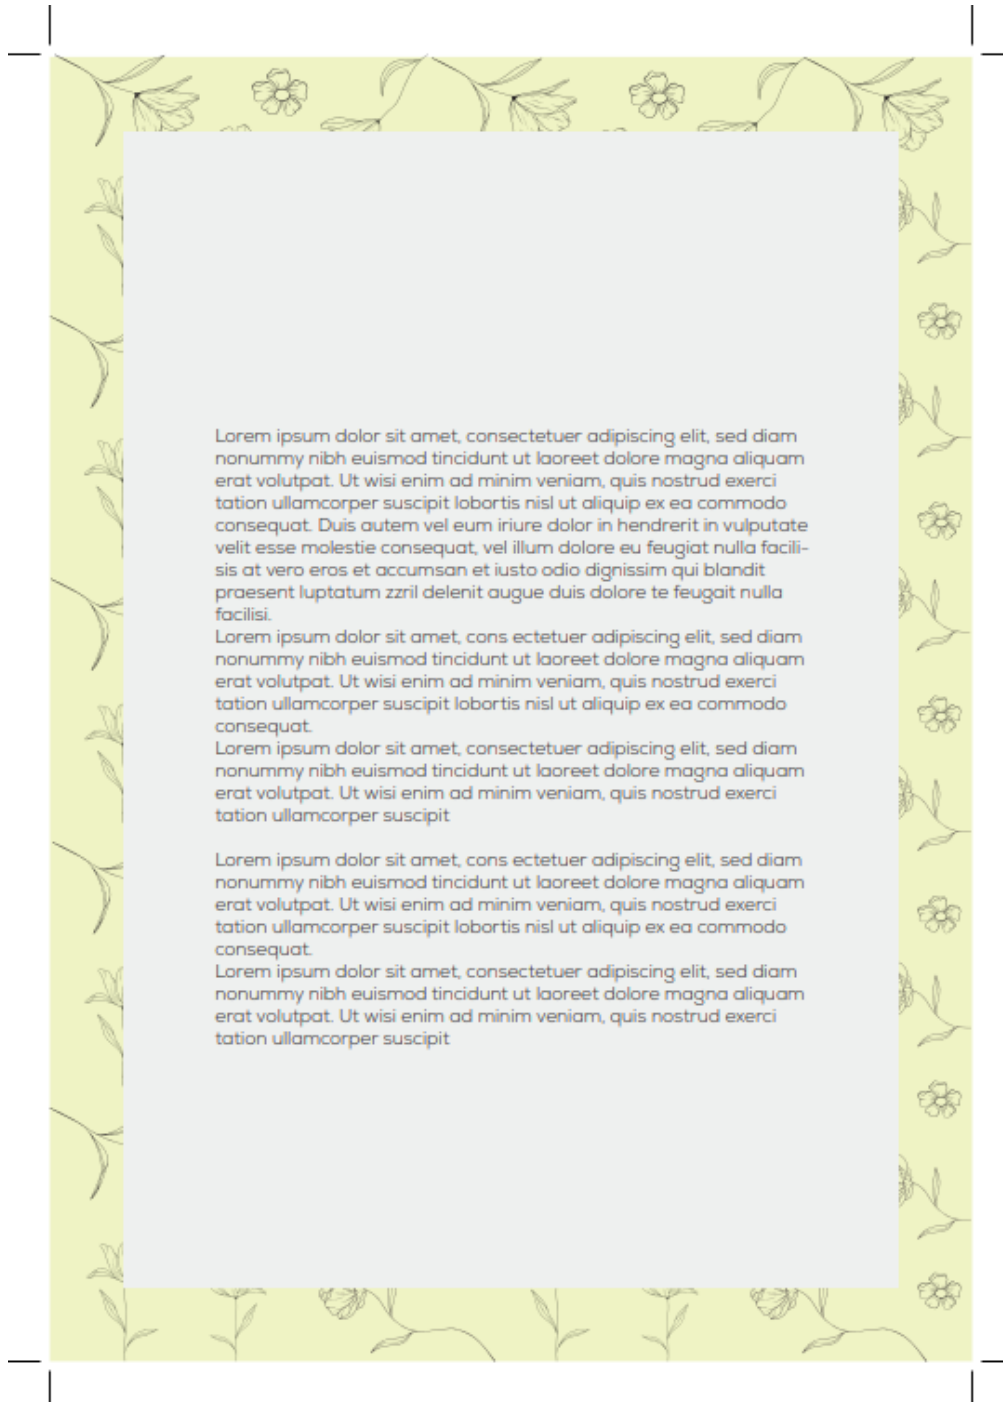 Lorem ipsum dolor sit amet, consectetuer adipiscing elit, sed diam
nonummy nibh euismod tincidunt ut laoreet dolore magna aliquam
erat volutpat. Ut wisi enim ad minim veniam, quis nostrud exerci
tation ullamcorper suscipit lobortis nisl ut aliquip ex ea commodo
consequat. Duis autem vel eum iriure dolor in hendrerit in vulputate
velit esse molestie consequat, vel illum dolore eu feugiat nulla facili-
sis at vero eros et accumsan et iusto odio dignissim qui blandit
praesent luptatum zzril delenit augue duis dolore te feugait nulla
facilisi.
Lorem ipsum dolor sit amet, cons ectetuer adipiscing elit, sed diam
nonummy nibh euismod tincidunt ut laoreet dolore magna aliquam
erat volutpat. Ut wisi enim ad minim veniam, quis nostrud exerci
tation ullamcorper suscipit lobortis nisl ut aliquip ex ea commodo
consequat.
Lorem ipsum dolor sit amet, consectetuer adipiscing elit, sed diam
nonummy nibh euismod tincidunt ut laoreet dolore magna aliquam
erat volutpat. Ut wisi enim ad minim veniam, quis nostrud exerci
tation ullamcorper suscipit
Lorem ipsum dolor sit amet, cons ectetuer adipiscing elit, sed diam
nonummy nibh euismod tincidunt ut laoreet dolore magna aliquam
erat volutpat. Ut wisi enim ad minim veniam, quis nostrud exerci
tation ullamcorper suscipit lobortis nisl ut aliquip ex ea commodo
consequat.
Lorem ipsum dolor sit amet, consectetuer adipiscing elit, sed diam
nonummy nibh euismod tincidunt ut laoreet dolore magna aliquam
erat volutpat. Ut wisi enim ad minim veniam, quis nostrud exerci
tation ullamcorper suscipit